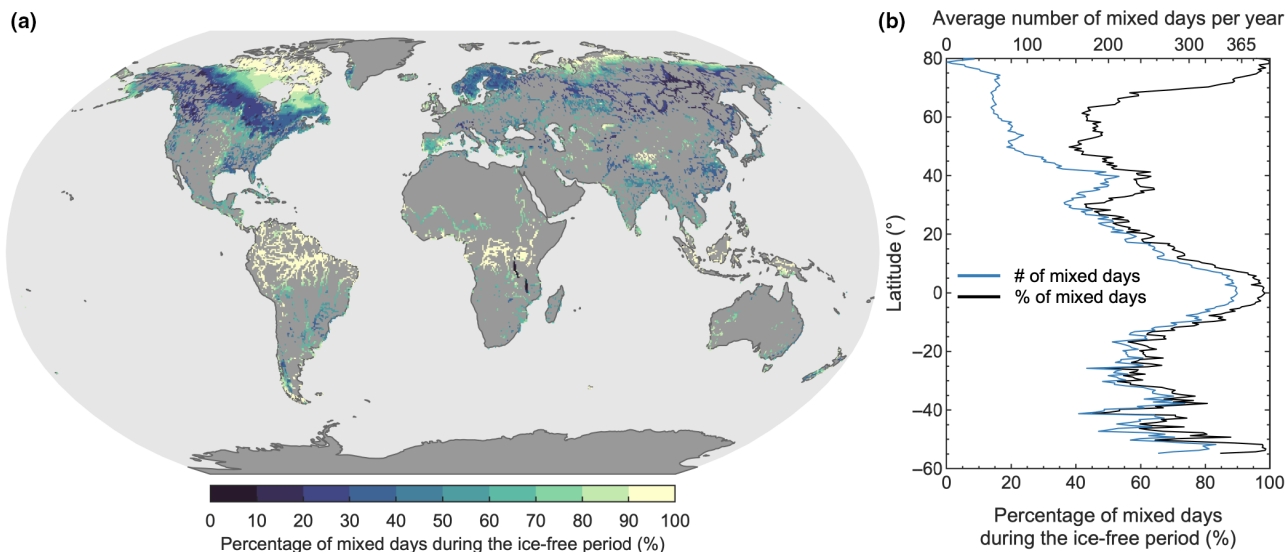 (a)
0 10 20 30 40 50 60 70 80 90 100
Percentage of mixed days during the ice-free period (%)
(b)
Average number of mixed days per year
0 100 200 300 365
80
60
40
20
0
−20
−40
−60
Latitude (°)
# of mixed days
% of mixed days
0 20 40 60 80 100
Percentage of mixed days
during the ice-free period (%)